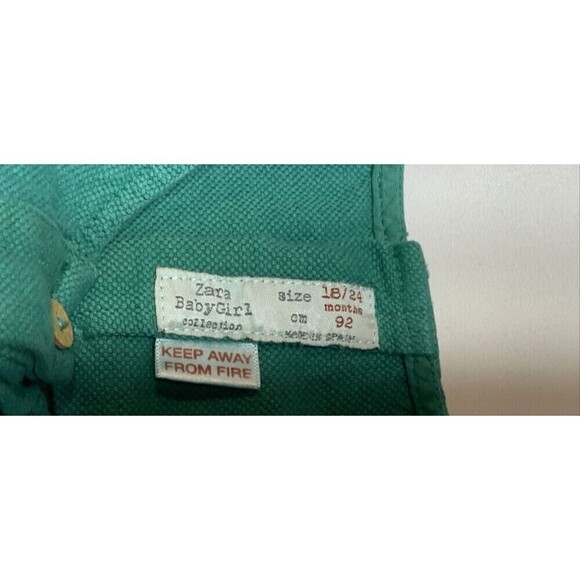 Zara
BabyGirl
collection
size 18/24
months
cm 92
MADE IN SPAIN
KEEP AWAY
FROM FIRE